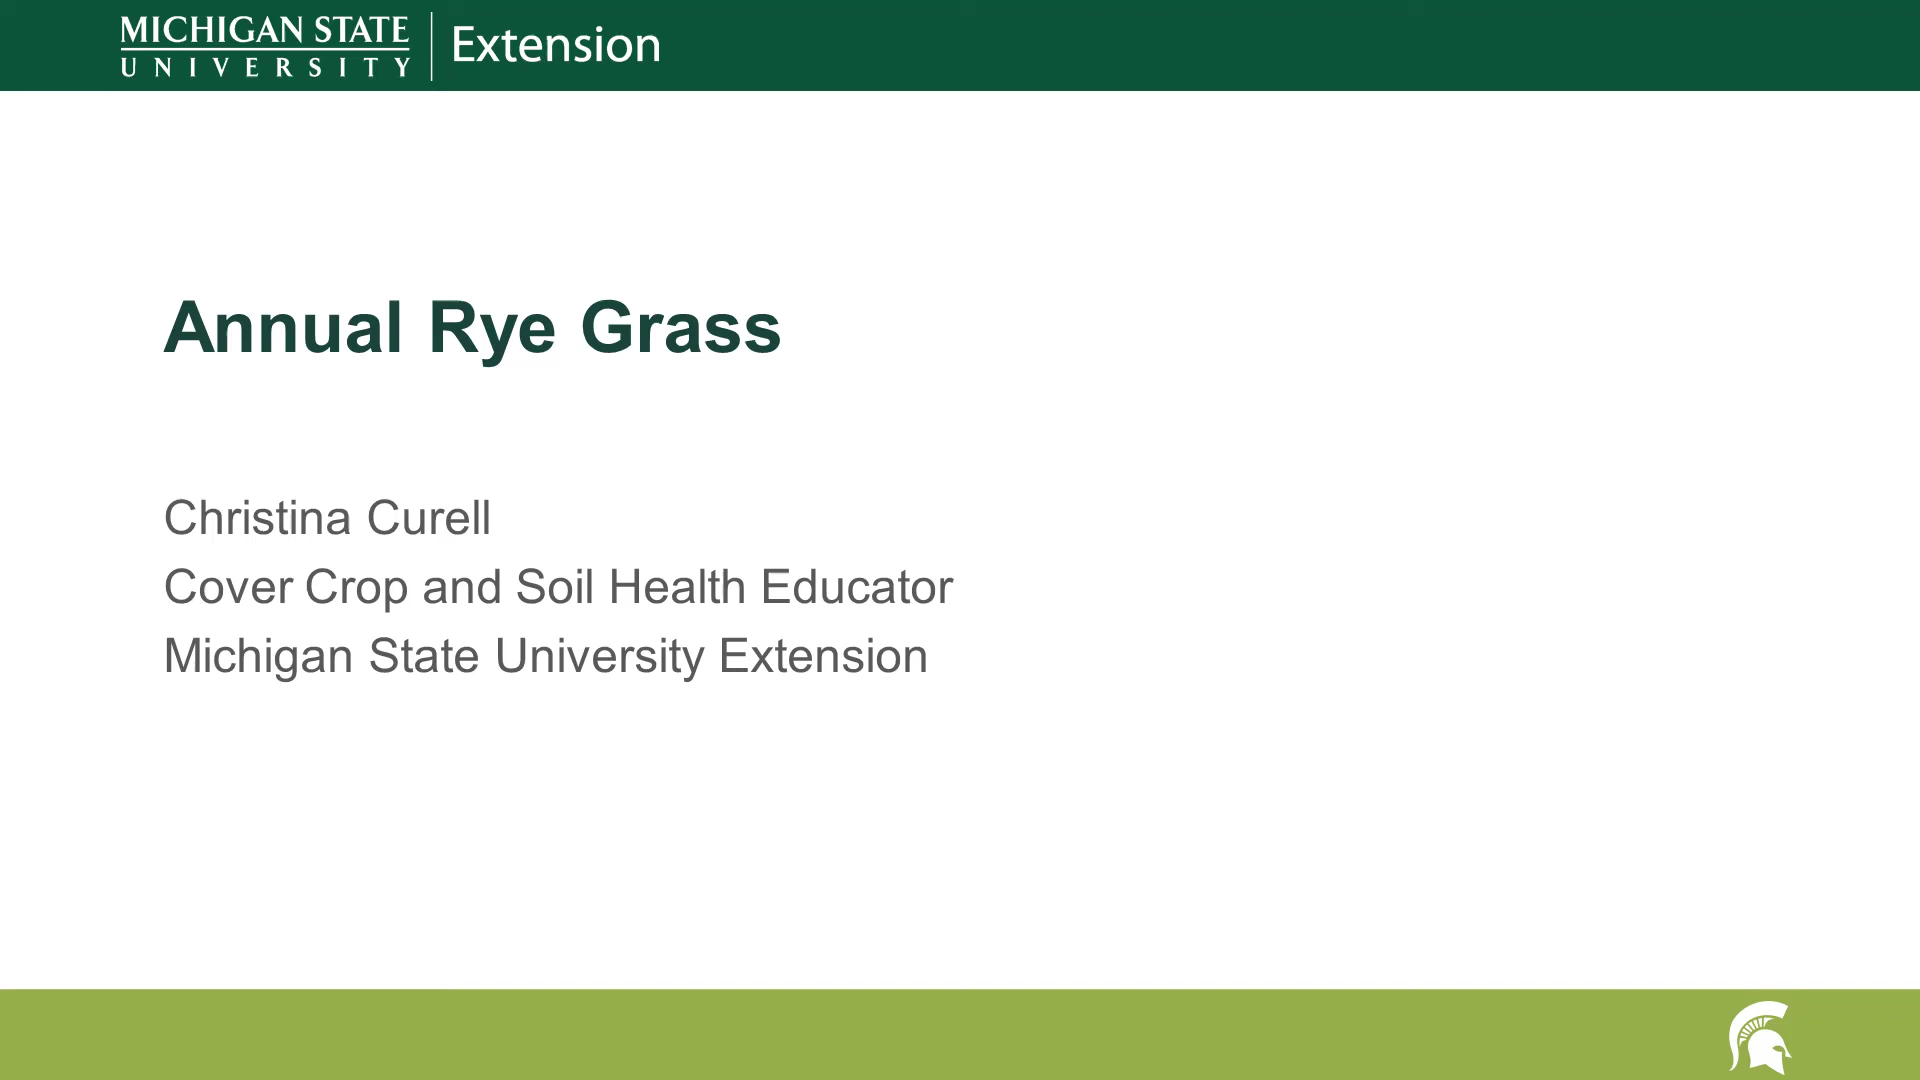 MICHIGAN STATE
UNIVERSITY
Extension
Annual Rye Grass
Christina Curell
Cover Crop and Soil Health Educator
Michigan State University Extension